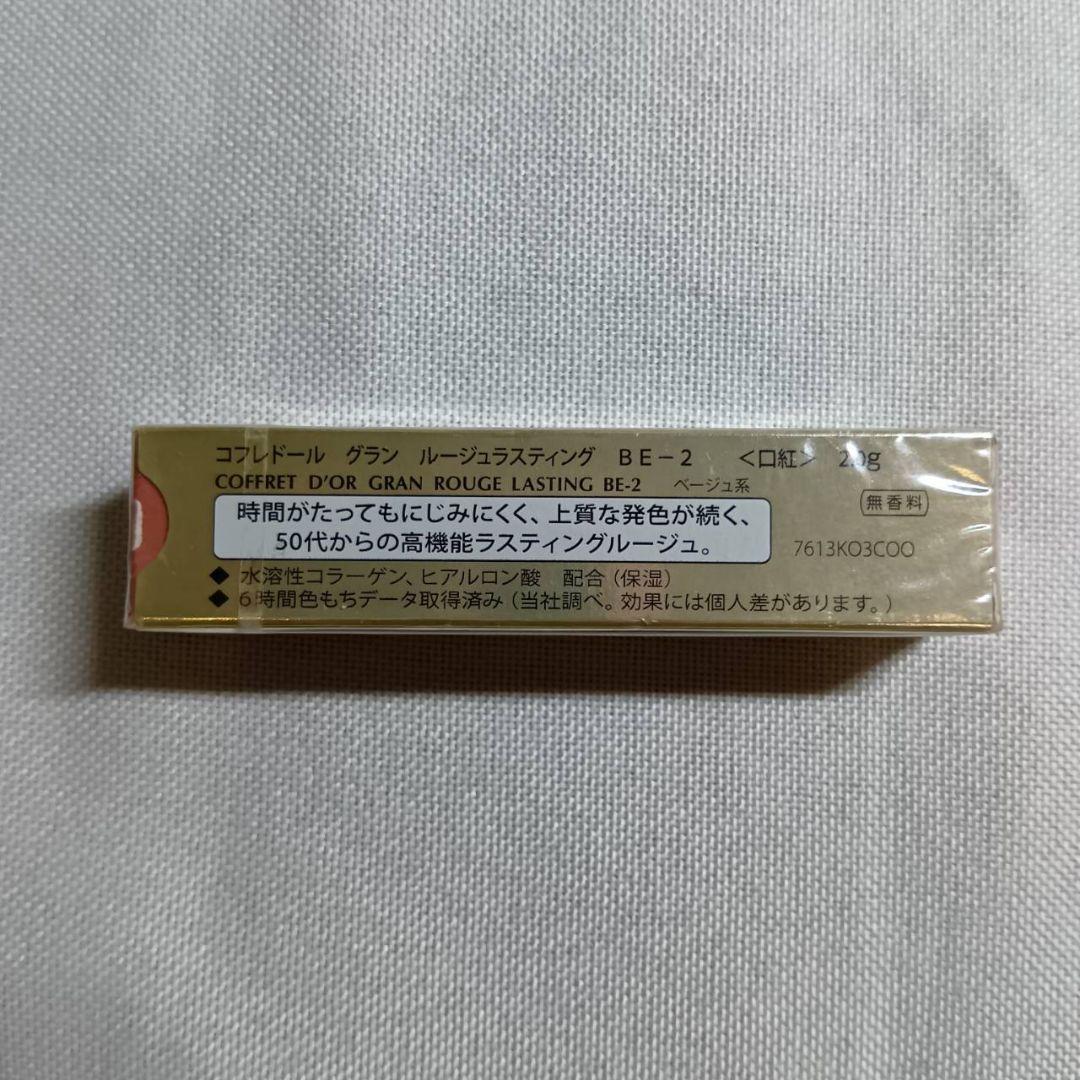 コフレドール グラン ルージュラスティング BE-2 <口紅> 2.0g
COFFRET D'OR GRAN ROUGE LASTING BE-2 ベージュ系
無香料
時間がたってもにじみにくく、上質な発色が続く、
50代からの高機能ラスティングルージュ。
7613KO3COO
◆ 水溶性コラーゲン、ヒアルロン酸 配合(保湿)
◆ 6時間色もちデータ取得済み(当社調べ。効果には個人差があります。)